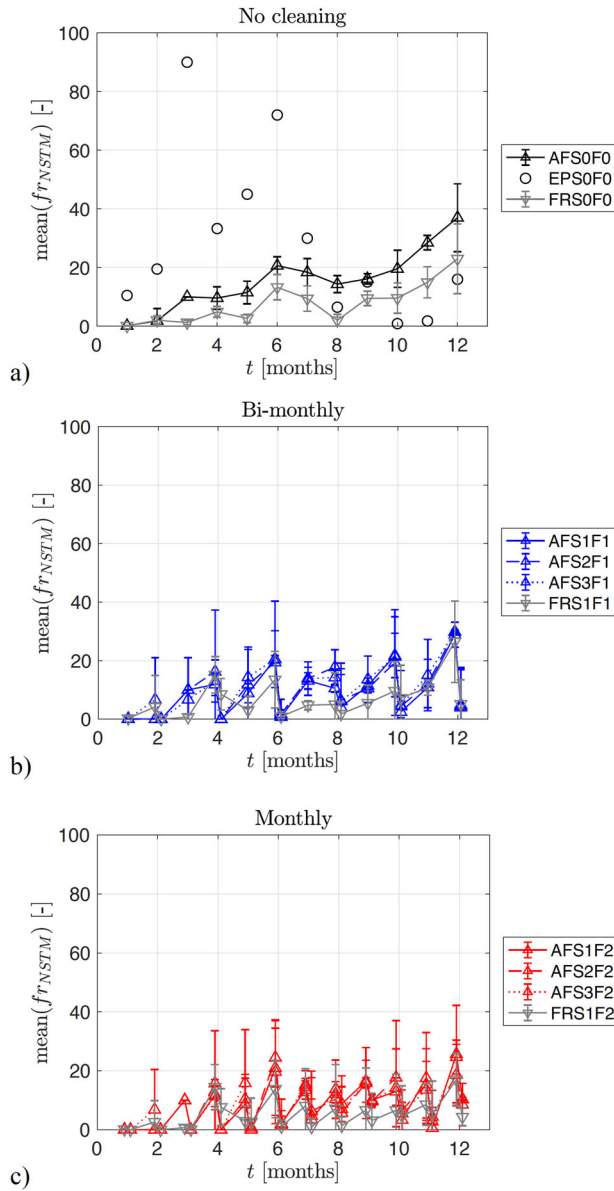 No cleaning
100
80
60
40
20
0
mean(fr_NSTM) [-]
0 2 4 6 8 10 12
t [months]
AFS0F0
EPS0F0
FRS0F0
a)
Bi-monthly
100
80
60
40
20
0
mean(fr_NSTM) [-]
0 2 4 6 8 10 12
t [months]
AFS1F1
AFS2F1
AFS3F1
FRS1F1
b)
Monthly
100
80
60
40
20
0
mean(fr_NSTM) [-]
0 2 4 6 8 10 12
t [months]
AFS1F2
AFS2F2
AFS3F2
FRS1F2
c)